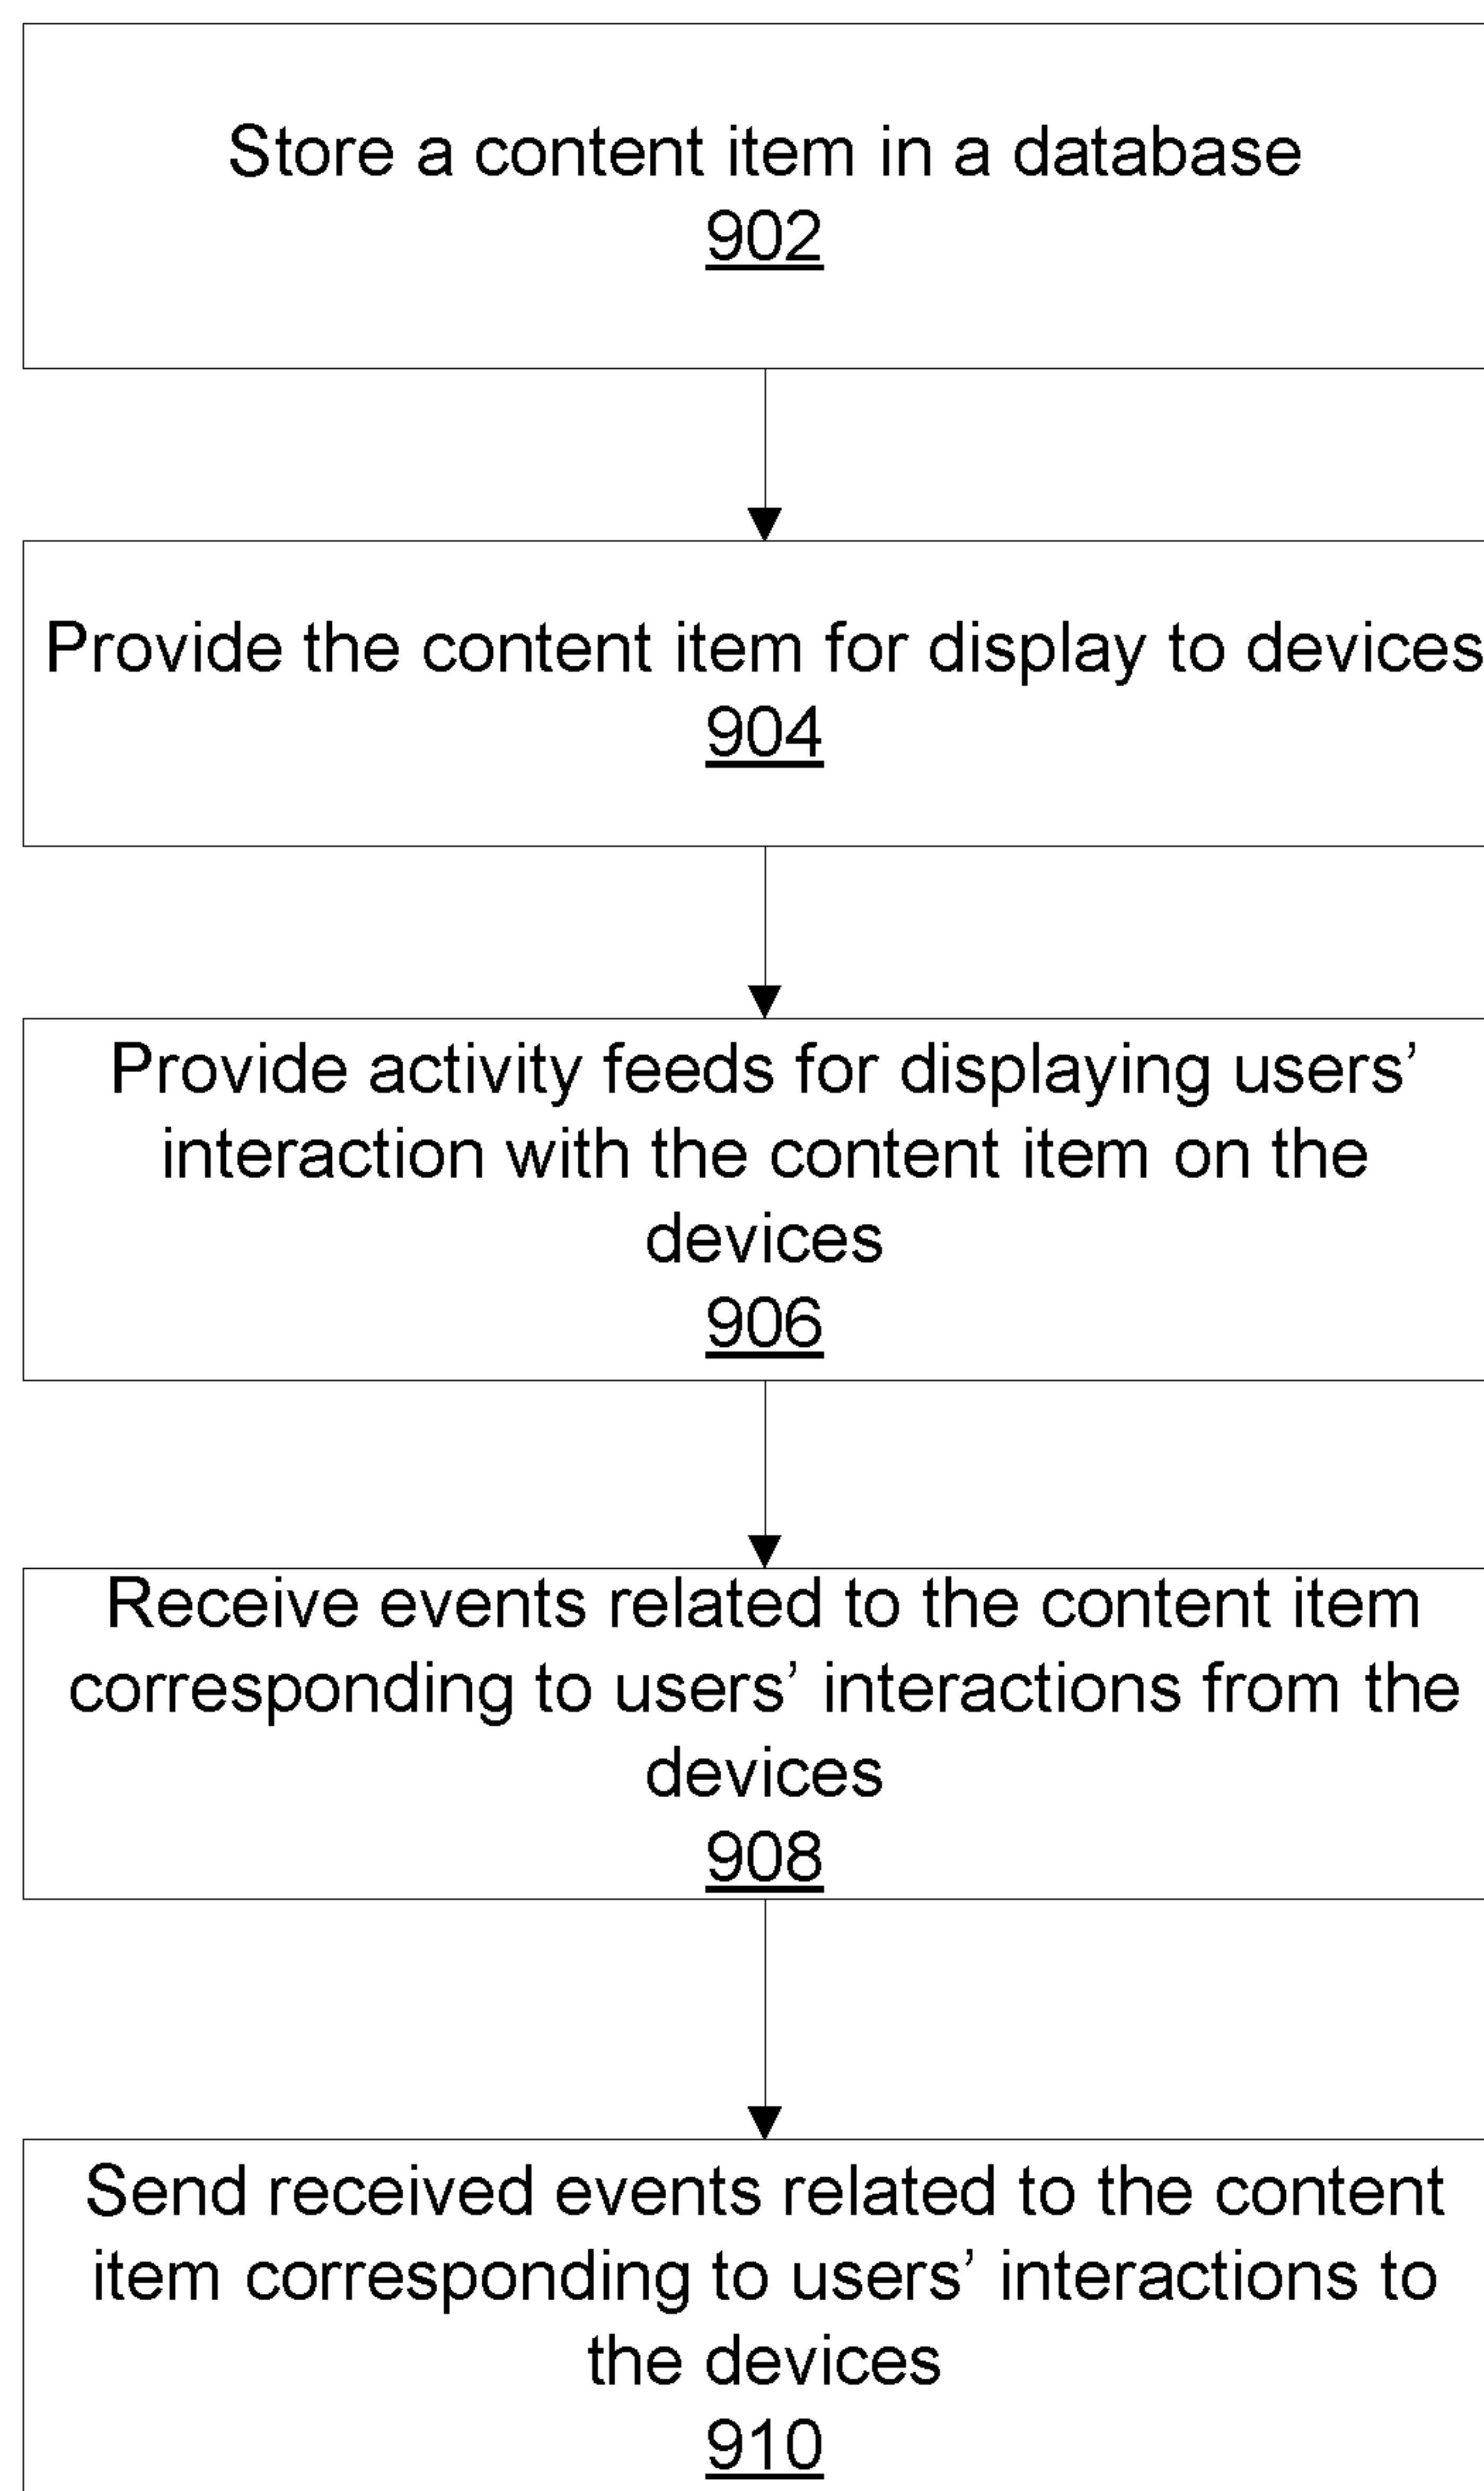 Store a content item in a database
902
Provide the content item for display to devices
904
Provide activity feeds for displaying users’
interaction with the content item on the
devices
906
Receive events related to the content item
corresponding to users’ interactions from the
devices
908
Send received events related to the content
item corresponding to users’ interactions to
the devices
910